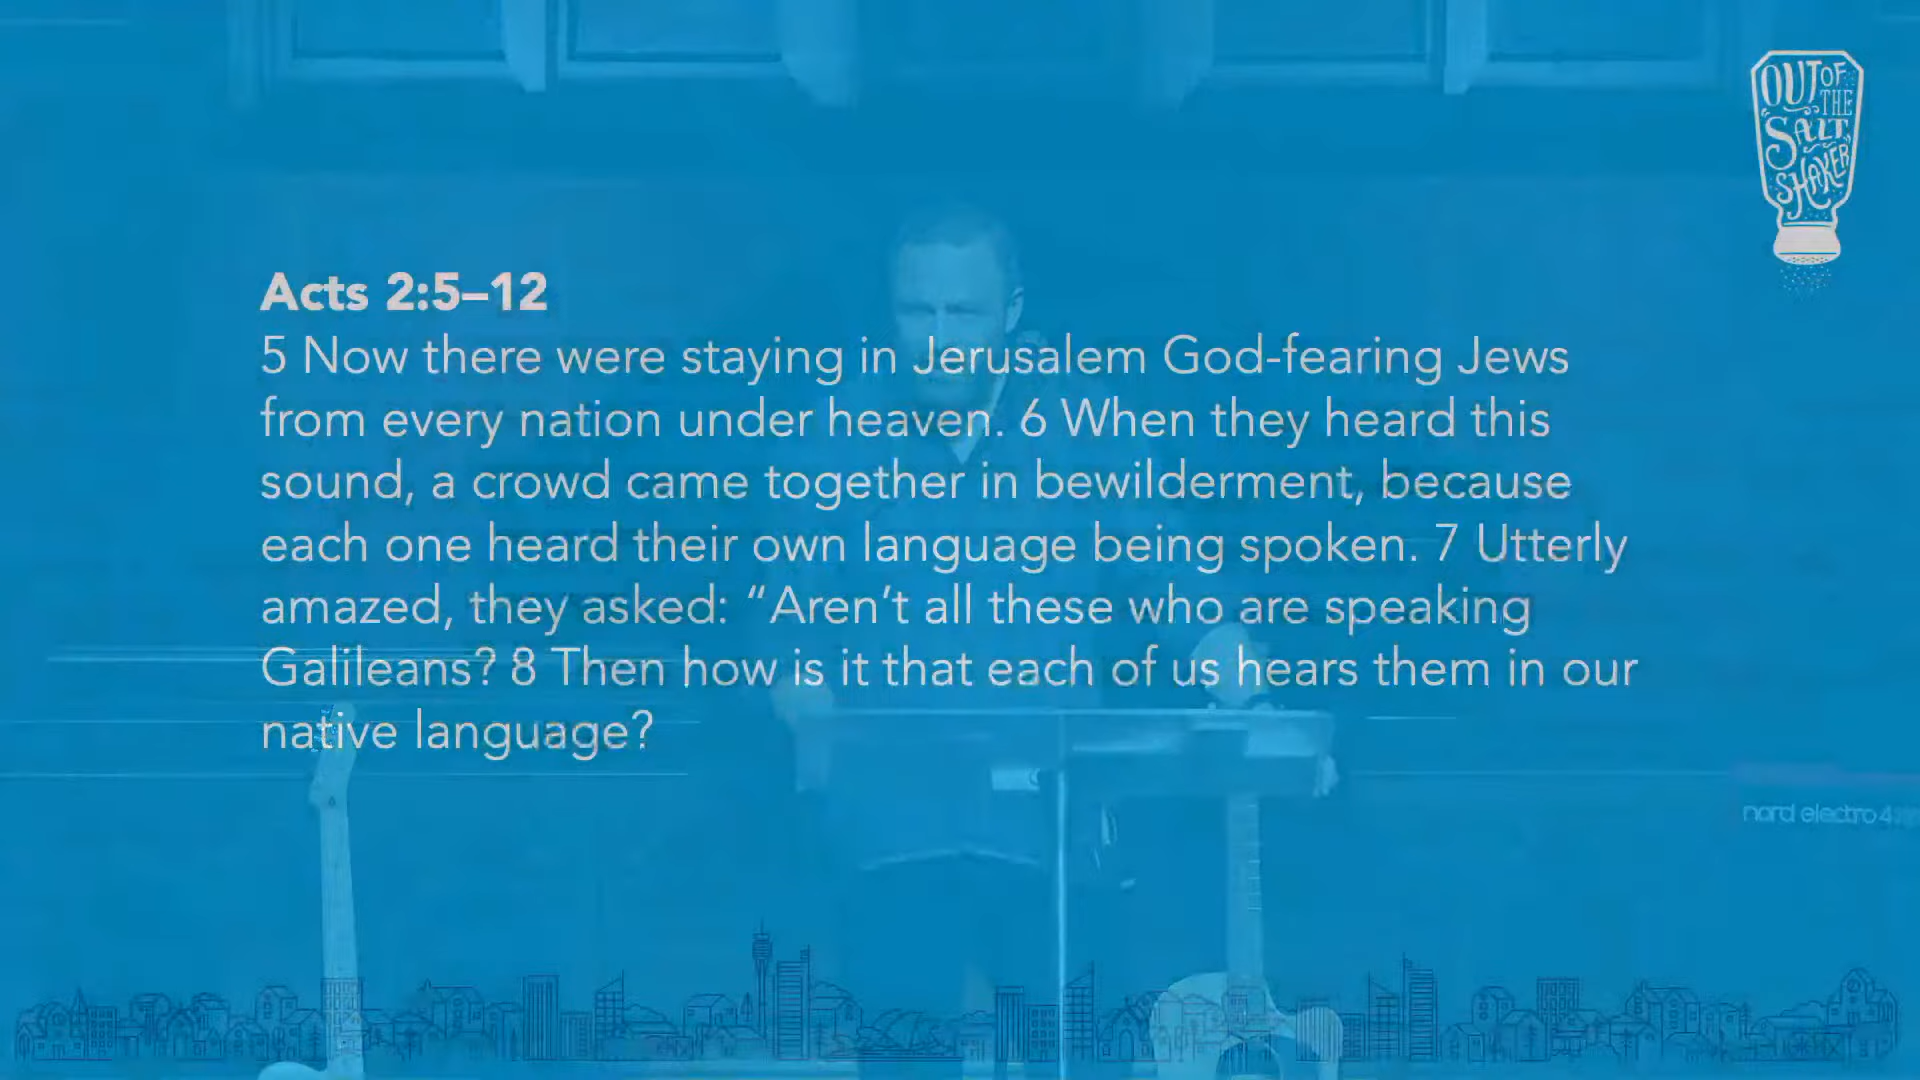 OUT OF
THE
SALT
SHAKER
Acts 2:5–12
5 Now there were staying in Jerusalem God-fearing Jews
from every nation under heaven. 6 When they heard this
sound, a crowd came together in bewilderment, because
each one heard their own language being spoken. 7 Utterly
amazed, they asked: “Aren’t all these who are speaking
Galileans? 8 Then how is it that each of us hears them in our
native language?
nord electro 4